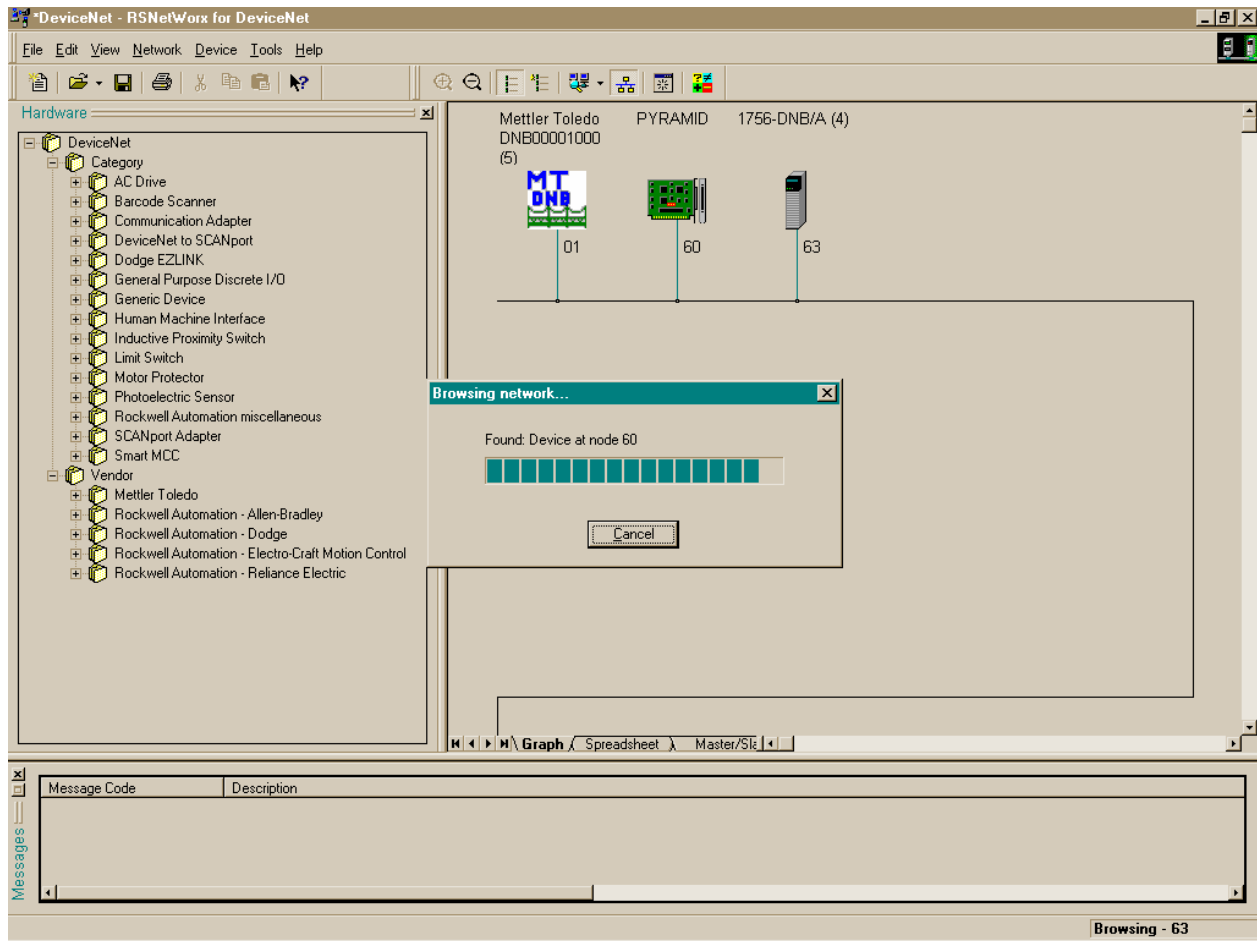 *DeviceNet - RSNetWorx for DeviceNet
File Edit View Network Device Tools Help
Hardware
DeviceNet
Category
AC Drive
Barcode Scanner
Communication Adapter
DeviceNet to SCANport
Dodge EZLINK
General Purpose Discrete I/O
Generic Device
Human Machine Interface
Inductive Proximity Switch
Limit Switch
Motor Protector
Photoelectric Sensor
Rockwell Automation miscellaneous
SCANport Adapter
Smart MCC
Vendor
Mettler Toledo
Rockwell Automation - Allen-Bradley
Rockwell Automation - Dodge
Rockwell Automation - Electro-Craft Motion Control
Rockwell Automation - Reliance Electric
Mettler Toledo PYRAMID 1756-DNB/A (4)
DNB00001000
(5)
MT
DNB
01 60 63
Browsing network...
Found: Device at node 60
Cancel
Graph Spreadsheet Master/Sla
Messages
Message Code Description
Browsing - 63